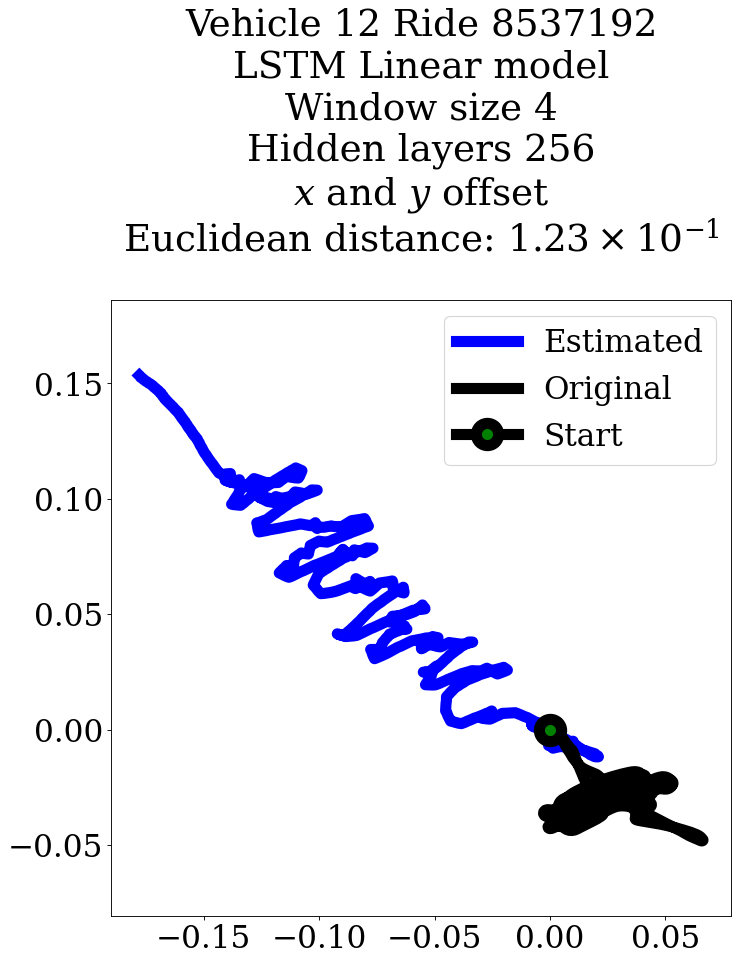 Vehicle 12 Ride 8537192
LSTM Linear model
Window size 4
Hidden layers 256
x and y offset
Euclidean distance: 1.23 × 10⁻¹
Estimated
Original
Start
0.15
0.10
0.05
0.00
−0.05
−0.15 −0.10 −0.05 0.00 0.05